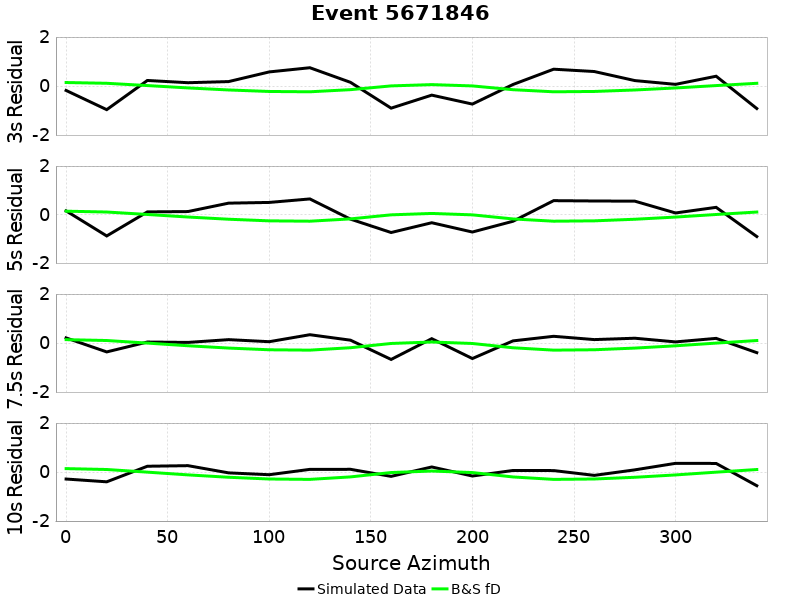 Event 5671846
3s Residual
2
0
-2
5s Residual
2
0
-2
7.5s Residual
2
0
-2
10s Residual
2
0
-2
0 50 100 150 200 250 300
Source Azimuth
Simulated Data B&S fD